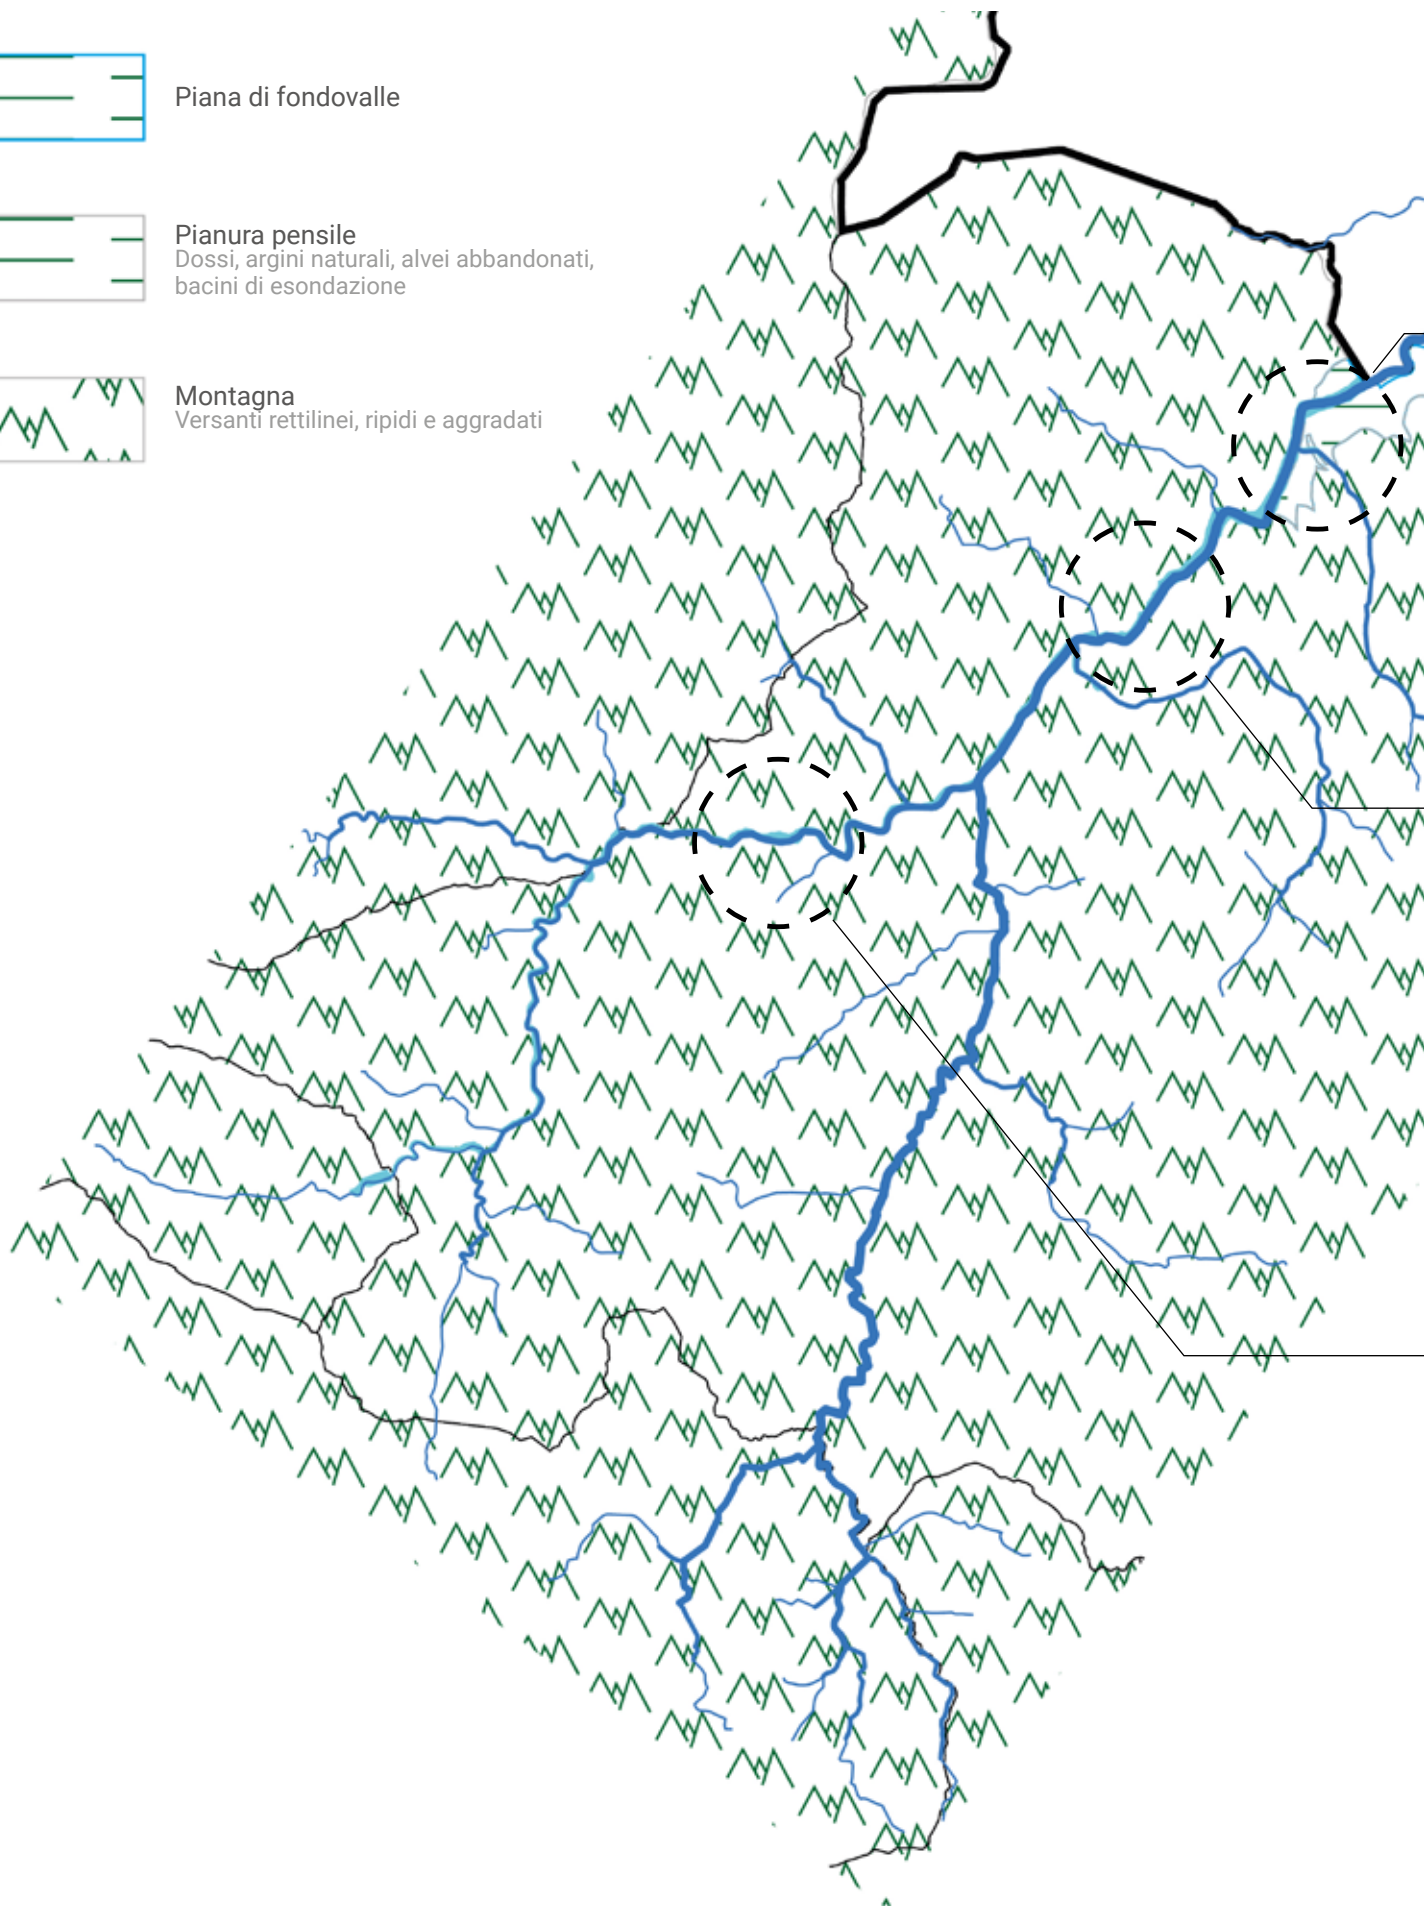 Piana di fondovalle
Pianura pensile
Dossi, argini naturali, alvei abbandonati,
bacini di esondazione
Montagna
Versanti rettilinei, ripidi e aggradati